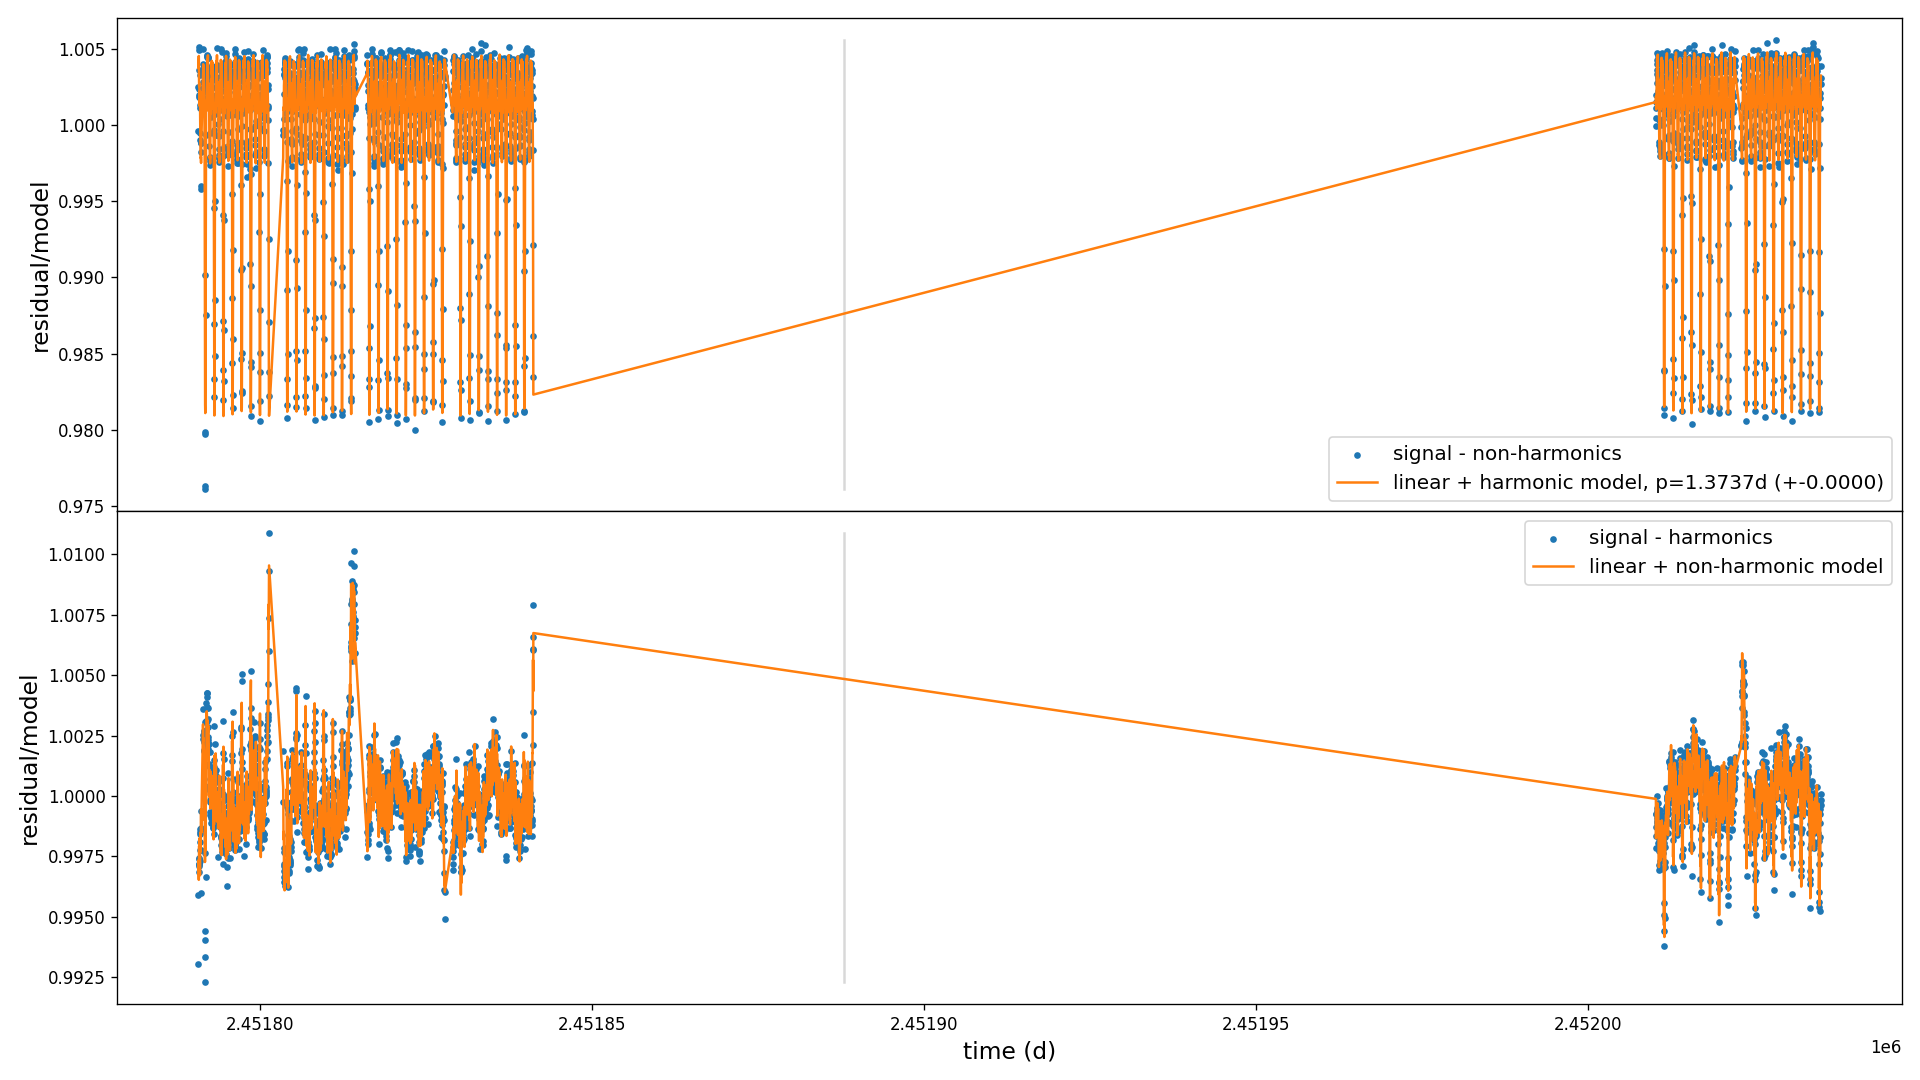 1.005
1.000
0.995
0.990
0.985
0.980
0.975
residual/model
signal - non-harmonics
linear + harmonic model, p=1.3737d (+-0.0000)
1.0100
1.0075
1.0050
1.0025
1.0000
0.9975
0.9950
0.9925
residual/model
signal - harmonics
linear + non-harmonic model
2.45180
2.45185
2.45190
2.45195
2.45200
1e6
time (d)